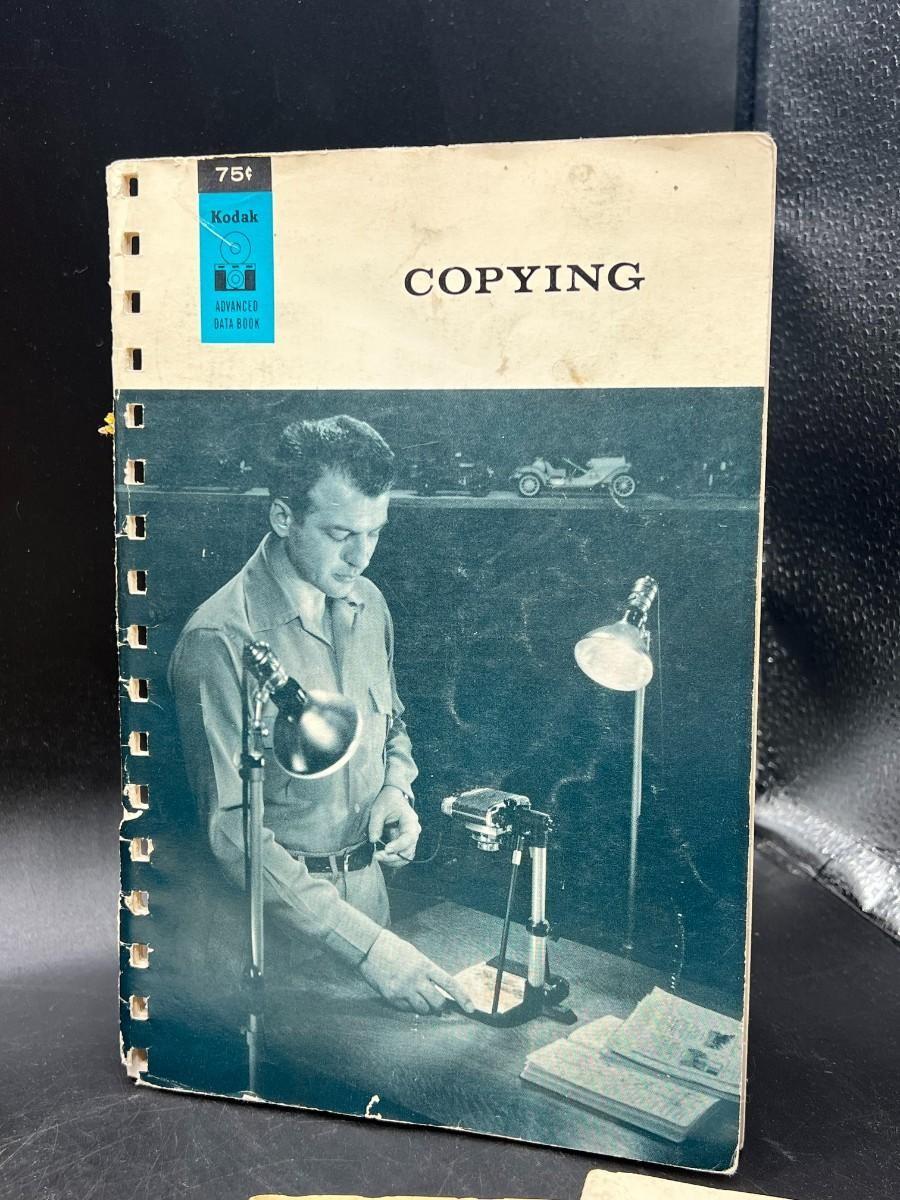 75¢
Kodak
ADVANCED
DATA BOOK
COPYING